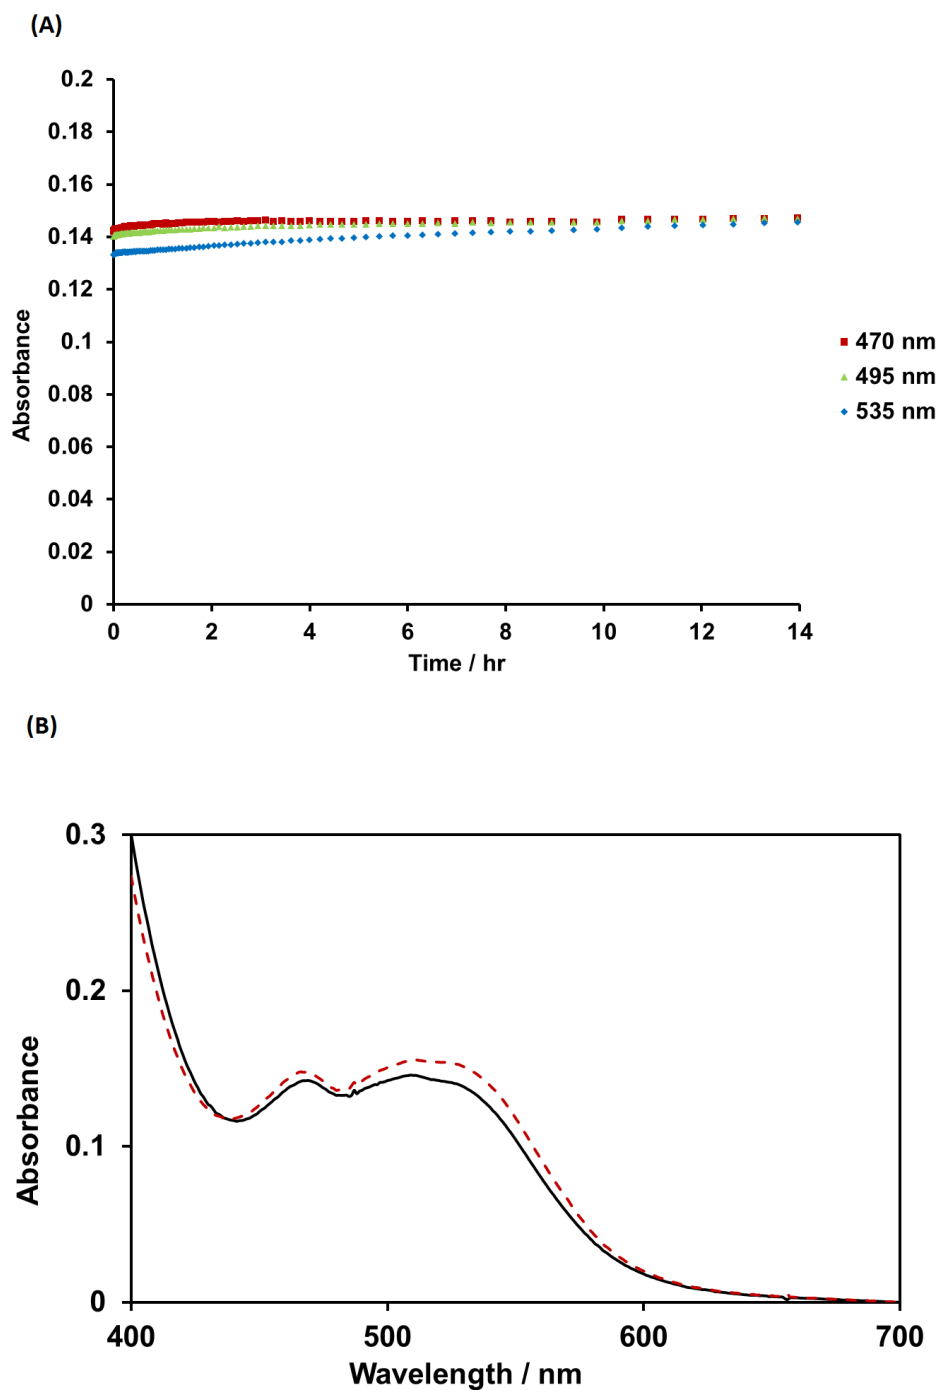 (A)
0.2
0.18
0.16
0.14
0.12
0.1
0.08
0.06
0.04
0.02
0
Absorbance
0 2 4 6 8 10 12 14
Time / hr
470 nm
495 nm
535 nm
(B)
0.3
0.2
0.1
0
Absorbance
400 500 600 700
Wavelength / nm